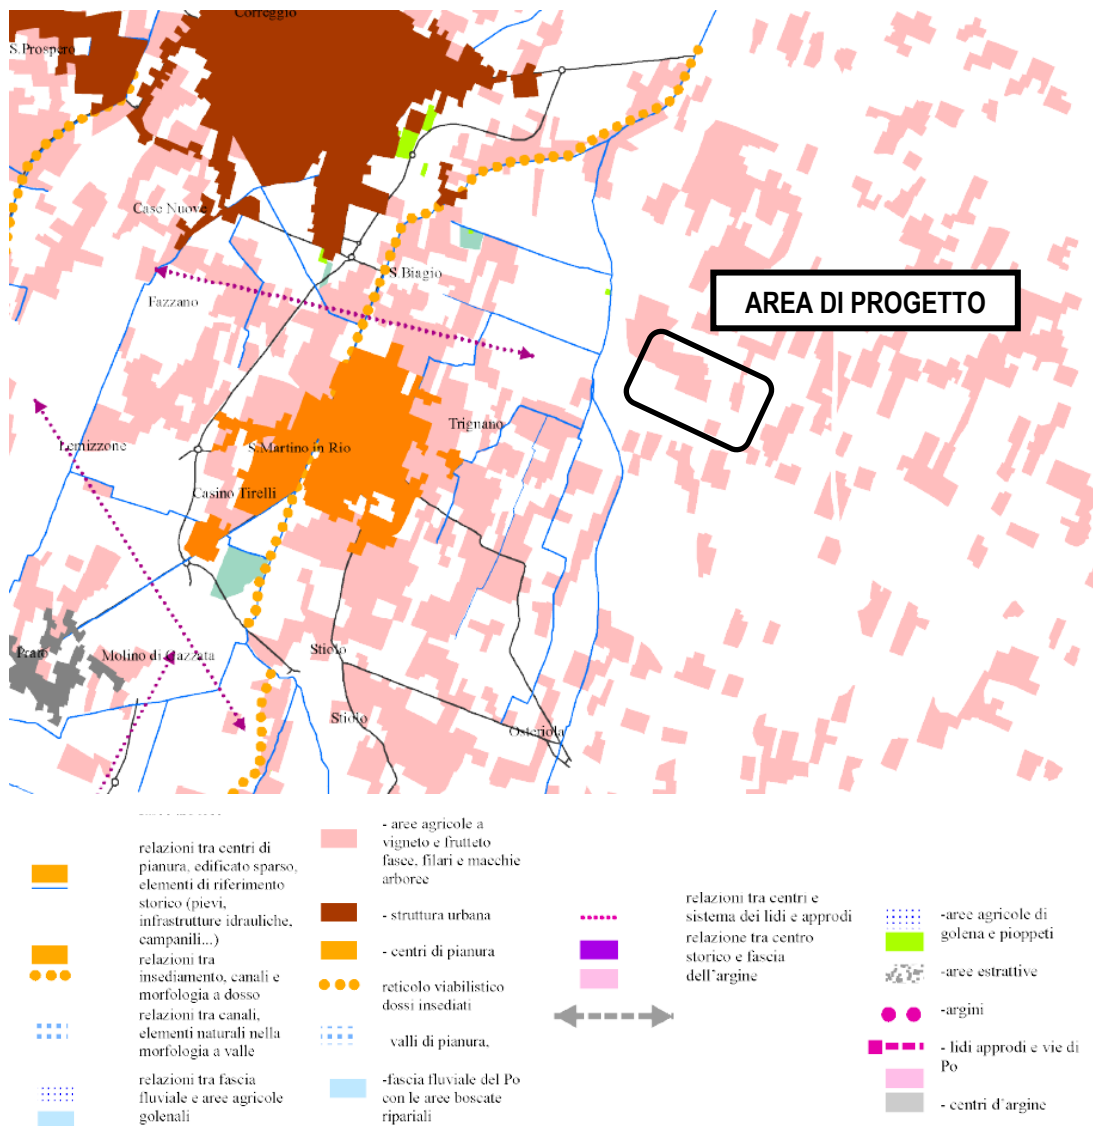 Correggio
S.Prospero
Case Nuove
S.Biagio
Fazzano
AREA DI PROGETTO
Trignano
Lemizzone
S.Martino in Rio
Casino Tirelli
Prato
Molino di Gazzata
Stiolo
Stiolo
Osteriola
relazioni tra centri di
pianura, edificato sparso,
elementi di riferimento
storico (pievi,
infrastrutture idrauliche,
campanili...)
relazioni tra
insediamento, canali e
morfologia a dosso
relazioni tra canali,
elementi naturali nella
morfologia a valle
relazioni tra fascia
fluviale e aree agricole
golenali
- aree agricole a
vigneto e frutteto
fasce, filari e macchie
arboree
- struttura urbana
- centri di pianura
reticolo viabilistico
dossi insediati
valli di pianura,
-fascia fluviale del Po
con le aree boscate
ripariali
relazioni tra centri e
sistema dei lidi e approdi
relazione tra centro
storico e fascia
dell'argine
-aree agricole di
golena e pioppeti
-aree estrattive
-argini
- lidi approdi e vie di
Po
- centri d'argine